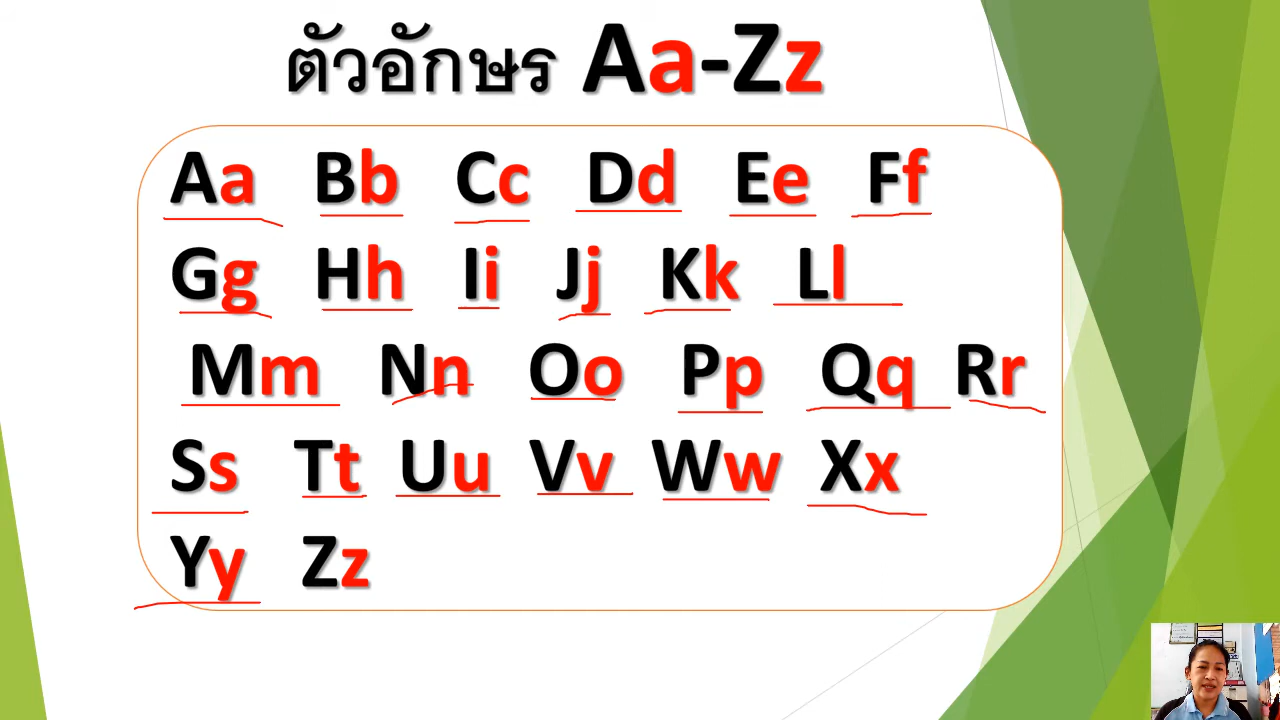 ตัวอักษร Aa-Zz
Aa Bb Cc Dd Ee Ff
Gg Hh Ii Jj Kk Ll
Mm Nn Oo Pp Qq Rr
Ss Tt Uu Vv Ww Xx
Yy Zz